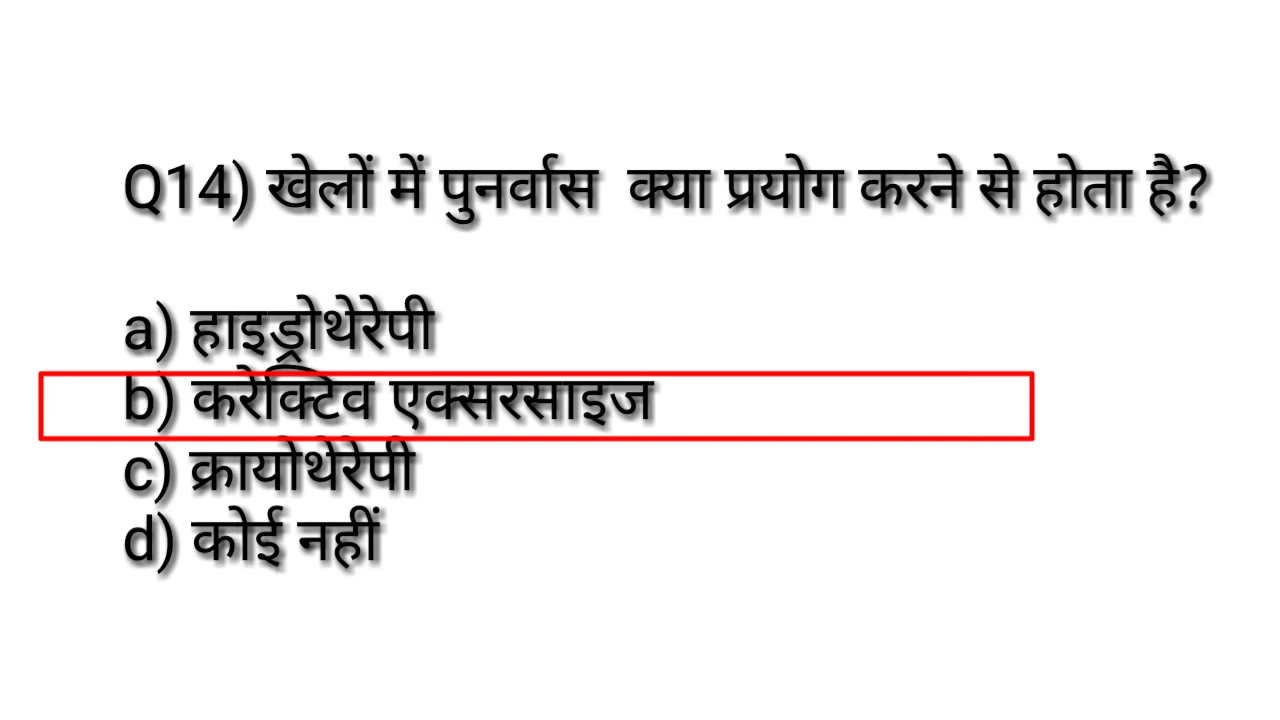 Q14) खेलों में पुनर्वास क्या प्रयोग करने से होता है?
a) हाइड्रोथेरेपी
b) करेक्टिव एक्सरसाइज
c) क्रायोथेरेपी
d) कोई नहीं